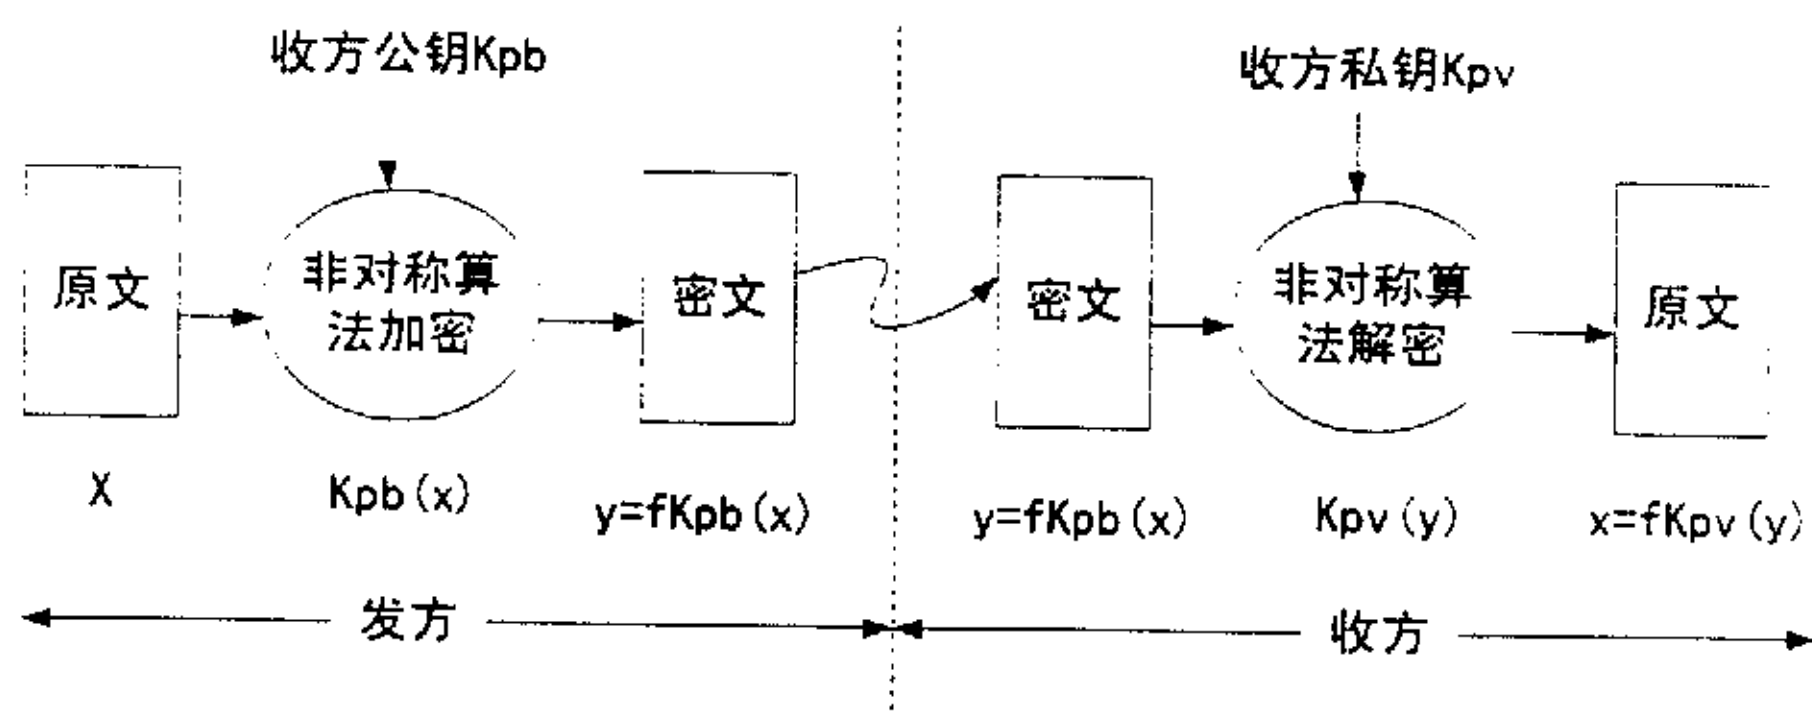 收方公钥Kpb
收方私钥Kpv
原文
非对称算
法加密
密文
密文
非对称算
法解密
原文
X
Kpb(x)
y=fKpb(x)
y=fKpb(x)
Kpv(y)
x=fKpv(y)
发方
收方